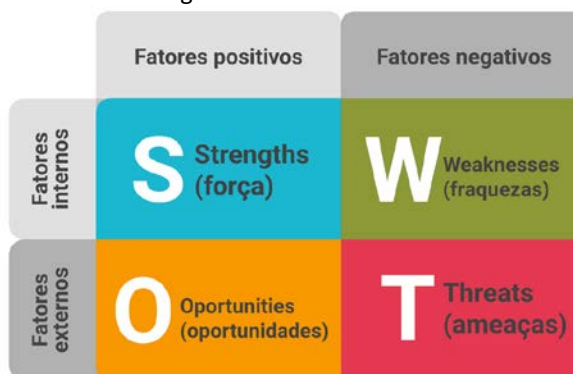 Fatores positivos
Fatores negativos
Fatores
internos
S
Strengths
(força)
W
Weaknesses
(fraquezas)
Fatores
externos
O
Oportunities
(oportunidades)
T
Threats
(ameaças)